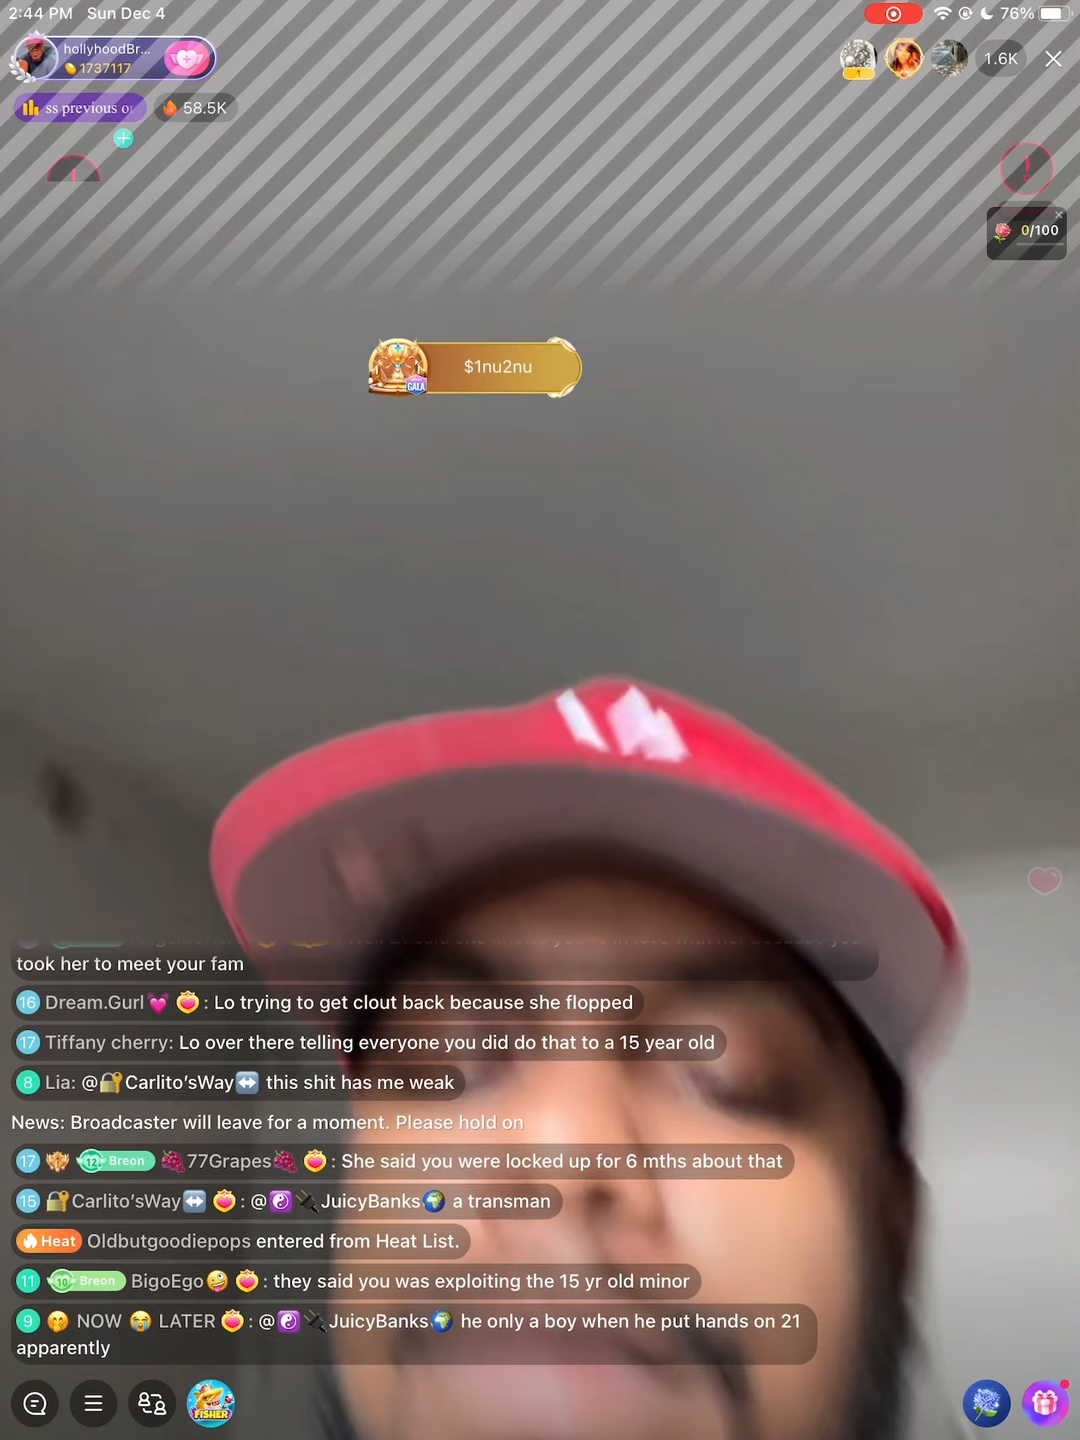 2:44 PM Sun Dec 4
76%
hollyhoodBr...
1737117
1.6K
ss previous o
58.5K
0/100
$1nu2nu
GALA
took her to meet your fam
16 Dream.Gurl💓 : Lo trying to get clout back because she flopped
17 Tiffany cherry: Lo over there telling everyone you did do that to a 15 year old
8 Lia: @🔐Carlito'sWay↔️ this shit has me weak
News: Broadcaster will leave for a moment. Please hold on
17 12 Breon 🍇77Grapes🍇 : She said you were locked up for 6 mths about that
15 🔐Carlito'sWay↔️ : @☯️🔌JuicyBanks🌍 a transman
Heat Oldbutgoodiepops entered from Heat List.
11 10 Breon BigoEgo🤪 : they said you was exploiting the 15 yr old minor
9 🤭 NOW 😭 LATER : @☯️🔌JuicyBanks🌍 he only a boy when he put hands on 21
apparently
FISHER